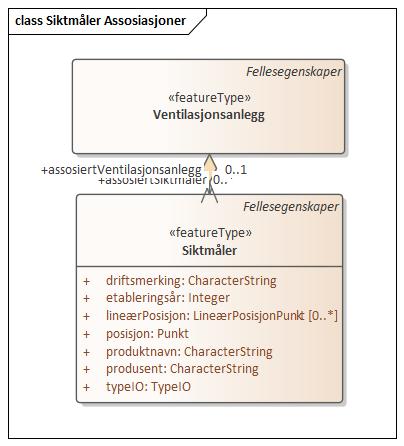 class Siktmåler Assosiasjoner
Fellesegenskaper
«featureType»
Ventilasjonsanlegg
+assosiertVentilasjonsanlegg 0..1
+assosiertSiktmåler 0..
Fellesegenskaper
«featureType»
Siktmåler
+ driftsmerking: CharacterString
+ etableringsår: Integer
+ lineærPosisjon: LineærPosisjonPunkt [0..*]
+ posisjon: Punkt
+ produktnavn: CharacterString
+ produsent: CharacterString
+ typeIO: TypeIO